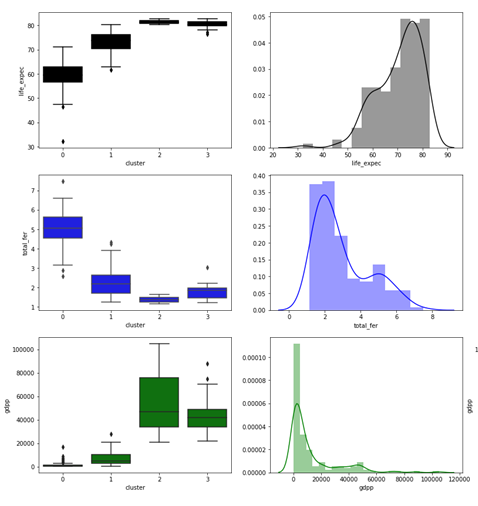 80
70
60
50
40
30
life_expec
0 1 2 3
cluster
0.05
0.04
0.03
0.02
0.01
0.00
20 30 40 50 60 70 80 90
life_expec
7
6
5
4
3
2
1
total_fer
0 1 2 3
cluster
0.40
0.35
0.30
0.25
0.20
0.15
0.10
0.05
0.00
0 2 4 6 8
total_fer
100000
80000
60000
40000
20000
0
gdpp
0 1 2 3
cluster
0.00010
0.00008
0.00006
0.00004
0.00002
0.00000
gdpp
0 20000 40000 60000 80000 100000 120000
gdpp
1
gdpp